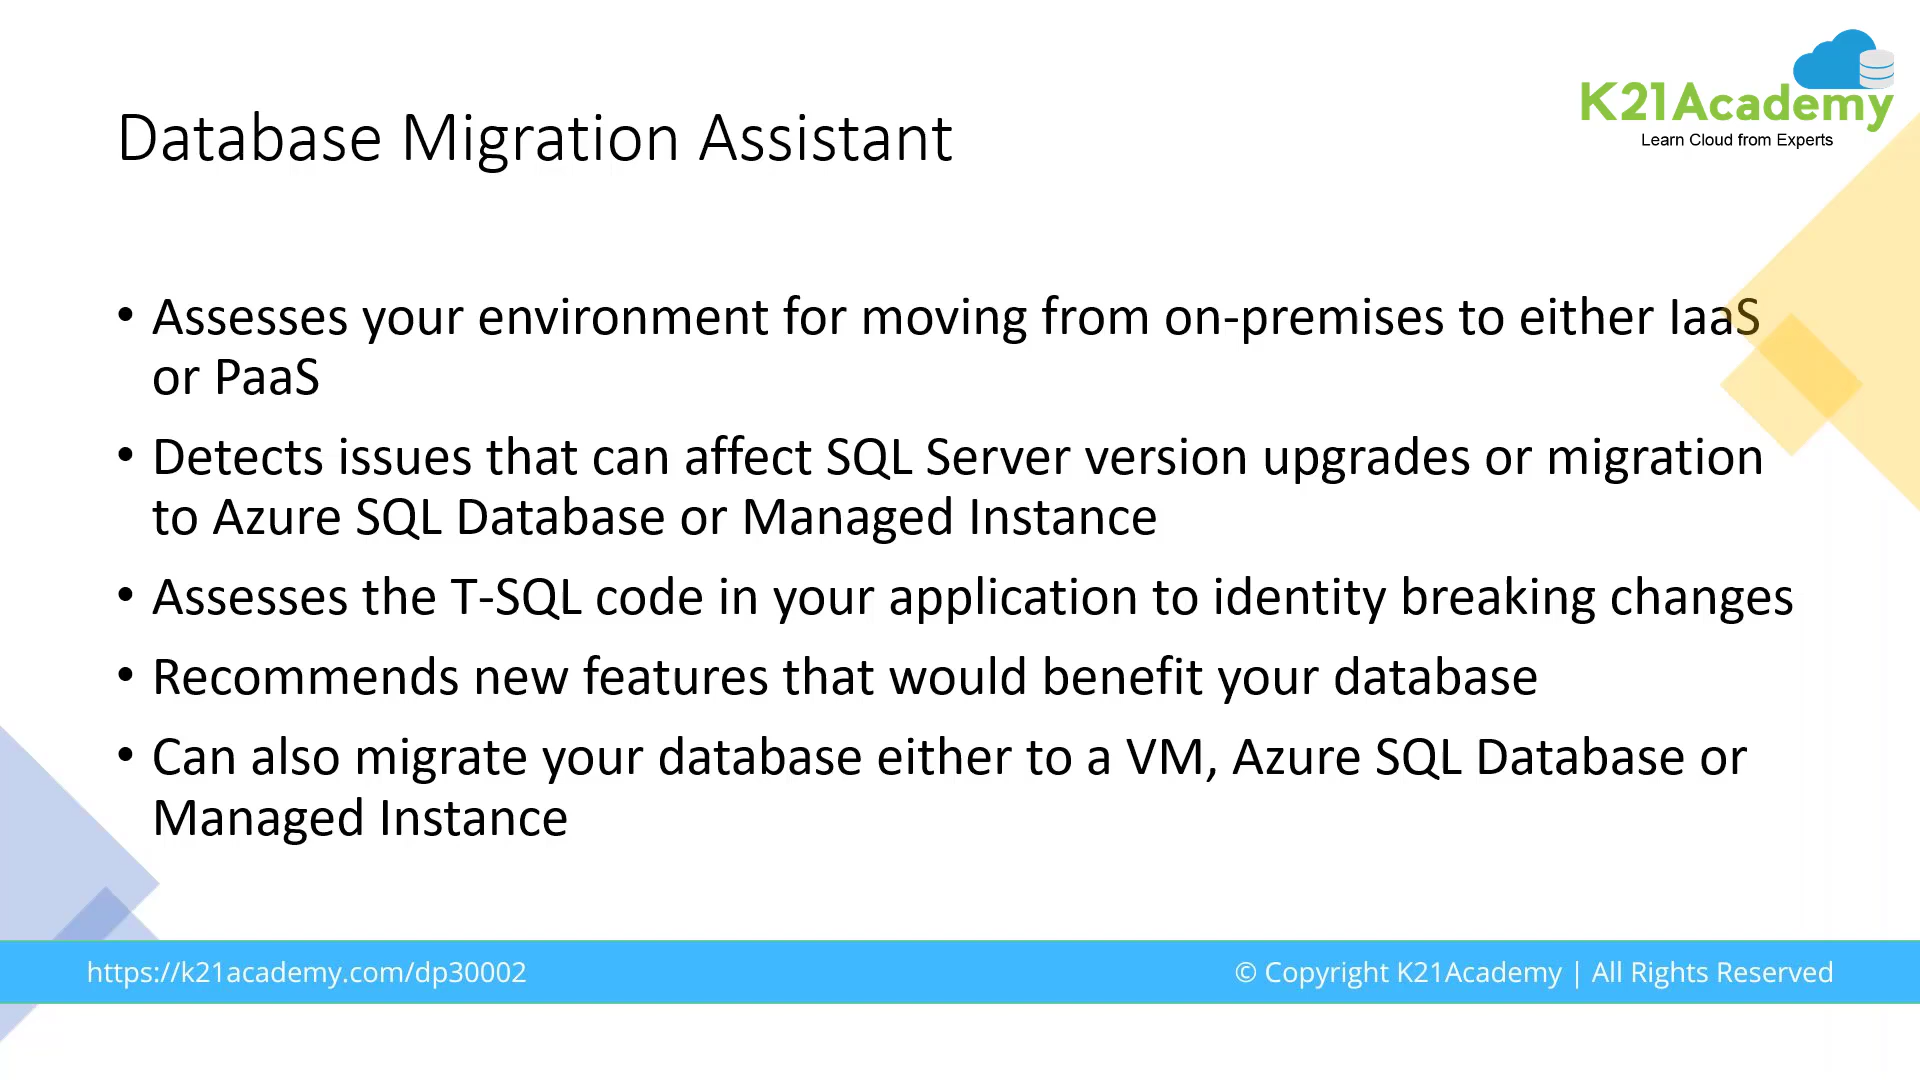 K21Academy
Learn Cloud from Experts
Database Migration Assistant
• Assesses your environment for moving from on-premises to either IaaS
or PaaS
• Detects issues that can affect SQL Server version upgrades or migration
to Azure SQL Database or Managed Instance
• Assesses the T-SQL code in your application to identity breaking changes
• Recommends new features that would benefit your database
• Can also migrate your database either to a VM, Azure SQL Database or
Managed Instance
https://k21academy.com/dp30002
© Copyright K21Academy | All Rights Reserved